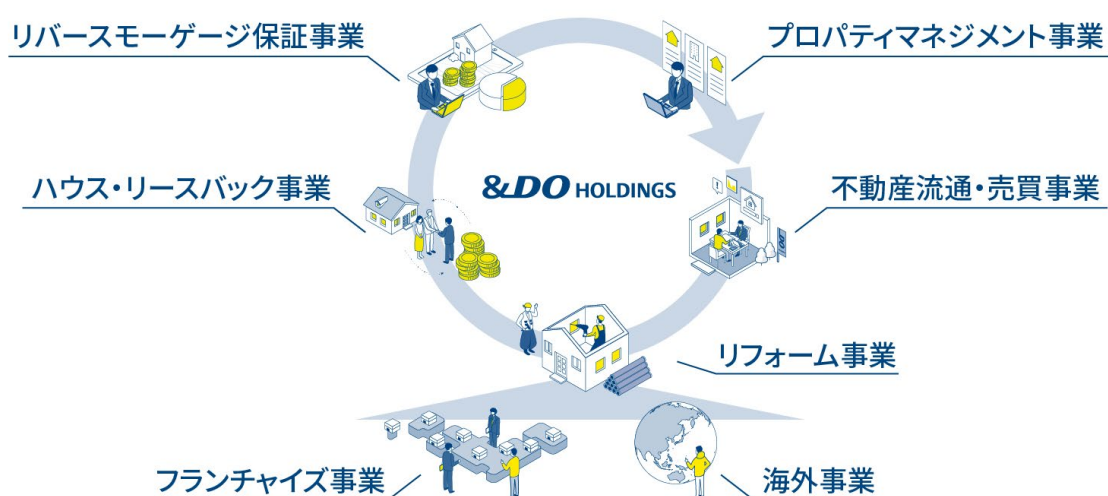 リバースモーゲージ保証事業
プロパティマネジメント事業
&DO HOLDINGS
ハウス・リースバック事業
不動産流通・売買事業
DO
リフォーム事業
フランチャイズ事業
海外事業